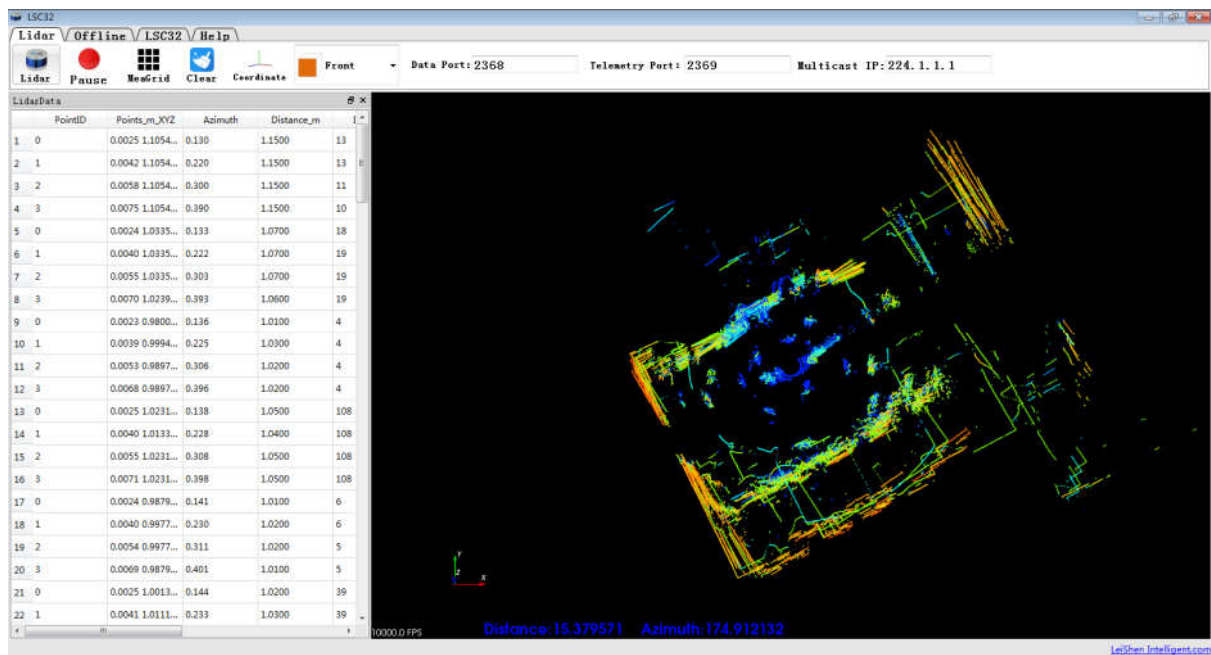 LSC32
Lidar Offline LSC32 Help
Lidar Pause MeaGrid Clear Coordinate Front Data Port: 2368 Telemetry Port: 2369 Multicast IP: 224.1.1.1
LidarData
PointID Points_m_XYZ Azimuth Distance_m
1 0 0.0025 1.1054... 0.130 1.1500 13
2 1 0.0042 1.1054... 0.220 1.1500 13
3 2 0.0058 1.1054... 0.300 1.1500 11
4 3 0.0075 1.1054... 0.390 1.1500 10
5 0 0.0024 1.0335... 0.133 1.0700 18
6 1 0.0040 1.0335... 0.222 1.0700 19
7 2 0.0055 1.0335... 0.303 1.0700 19
8 3 0.0070 1.0239... 0.393 1.0600 19
9 0 0.0023 0.9800... 0.136 1.0100 4
10 1 0.0039 0.9994... 0.225 1.0300 4
11 2 0.0053 0.9897... 0.306 1.0200 4
12 3 0.0068 0.9897... 0.396 1.0200 4
13 0 0.0025 1.0231... 0.138 1.0500 108
14 1 0.0040 1.0133... 0.228 1.0400 108
15 2 0.0055 1.0231... 0.308 1.0500 108
16 3 0.0071 1.0231... 0.398 1.0500 108
17 0 0.0024 0.9879... 0.141 1.0100 6
18 1 0.0040 0.9977... 0.230 1.0200 6
19 2 0.0054 0.9977... 0.311 1.0200 5
20 3 0.0069 0.9879... 0.401 1.0100 5
21 0 0.0025 1.0013... 0.144 1.0200 39
22 1 0.0041 1.0111... 0.233 1.0300 39
Y
Z
X
10000.0 FPS Distance:15.379571 Azimuth:174.912132
LeiShen Intelligent.com